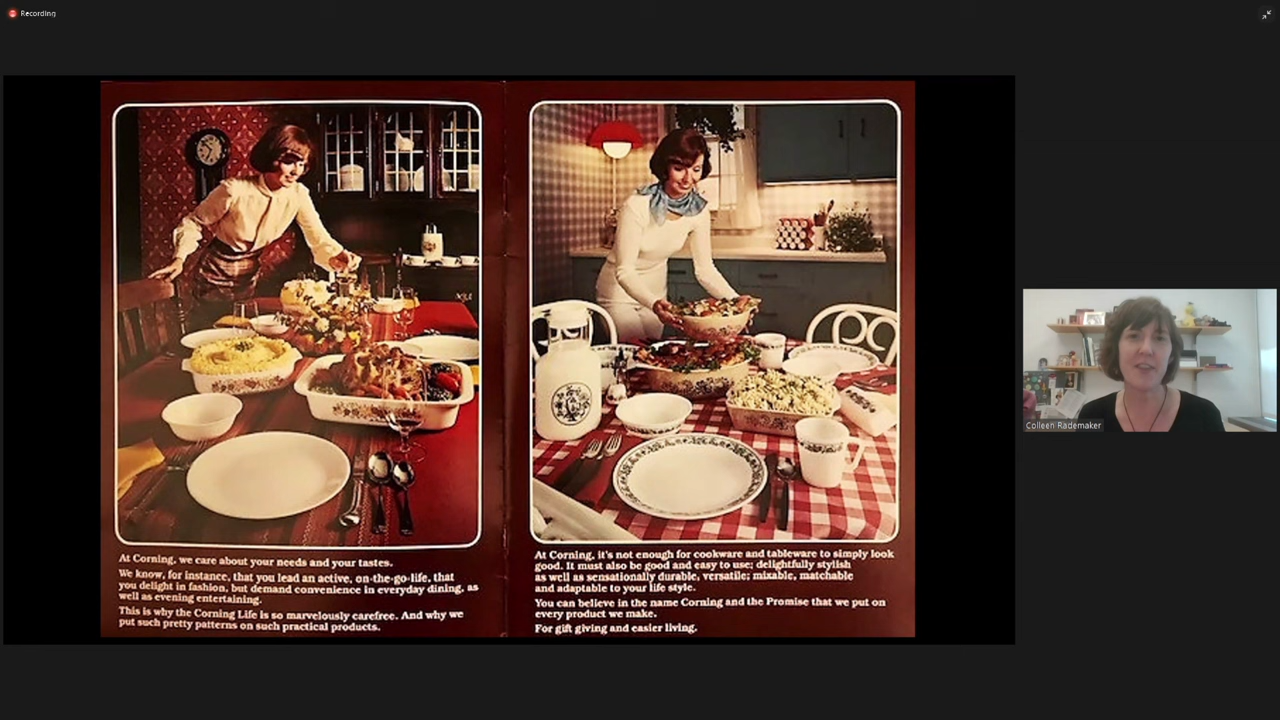 Recording
At Corning, we care about your needs and your tastes.
We know, for instance, that you lead an active, on-the-go-life, that
you delight in fashion, but demand convenience in everyday dining, as
well as evening entertaining.
This is why the Corning Life is so marvelously carefree. And why we
put such pretty patterns on such practical products.
At Corning, it's not enough for cookware and tableware to simply look
good. It must also be good and easy to use; delightfully stylish
as well as sensationally durable, versatile; mixable, matchable
and adaptable to your life style.
You can believe in the name Corning and the Promise that we put on
every product we make.
For gift giving and easier living.
Colleen Rademaker